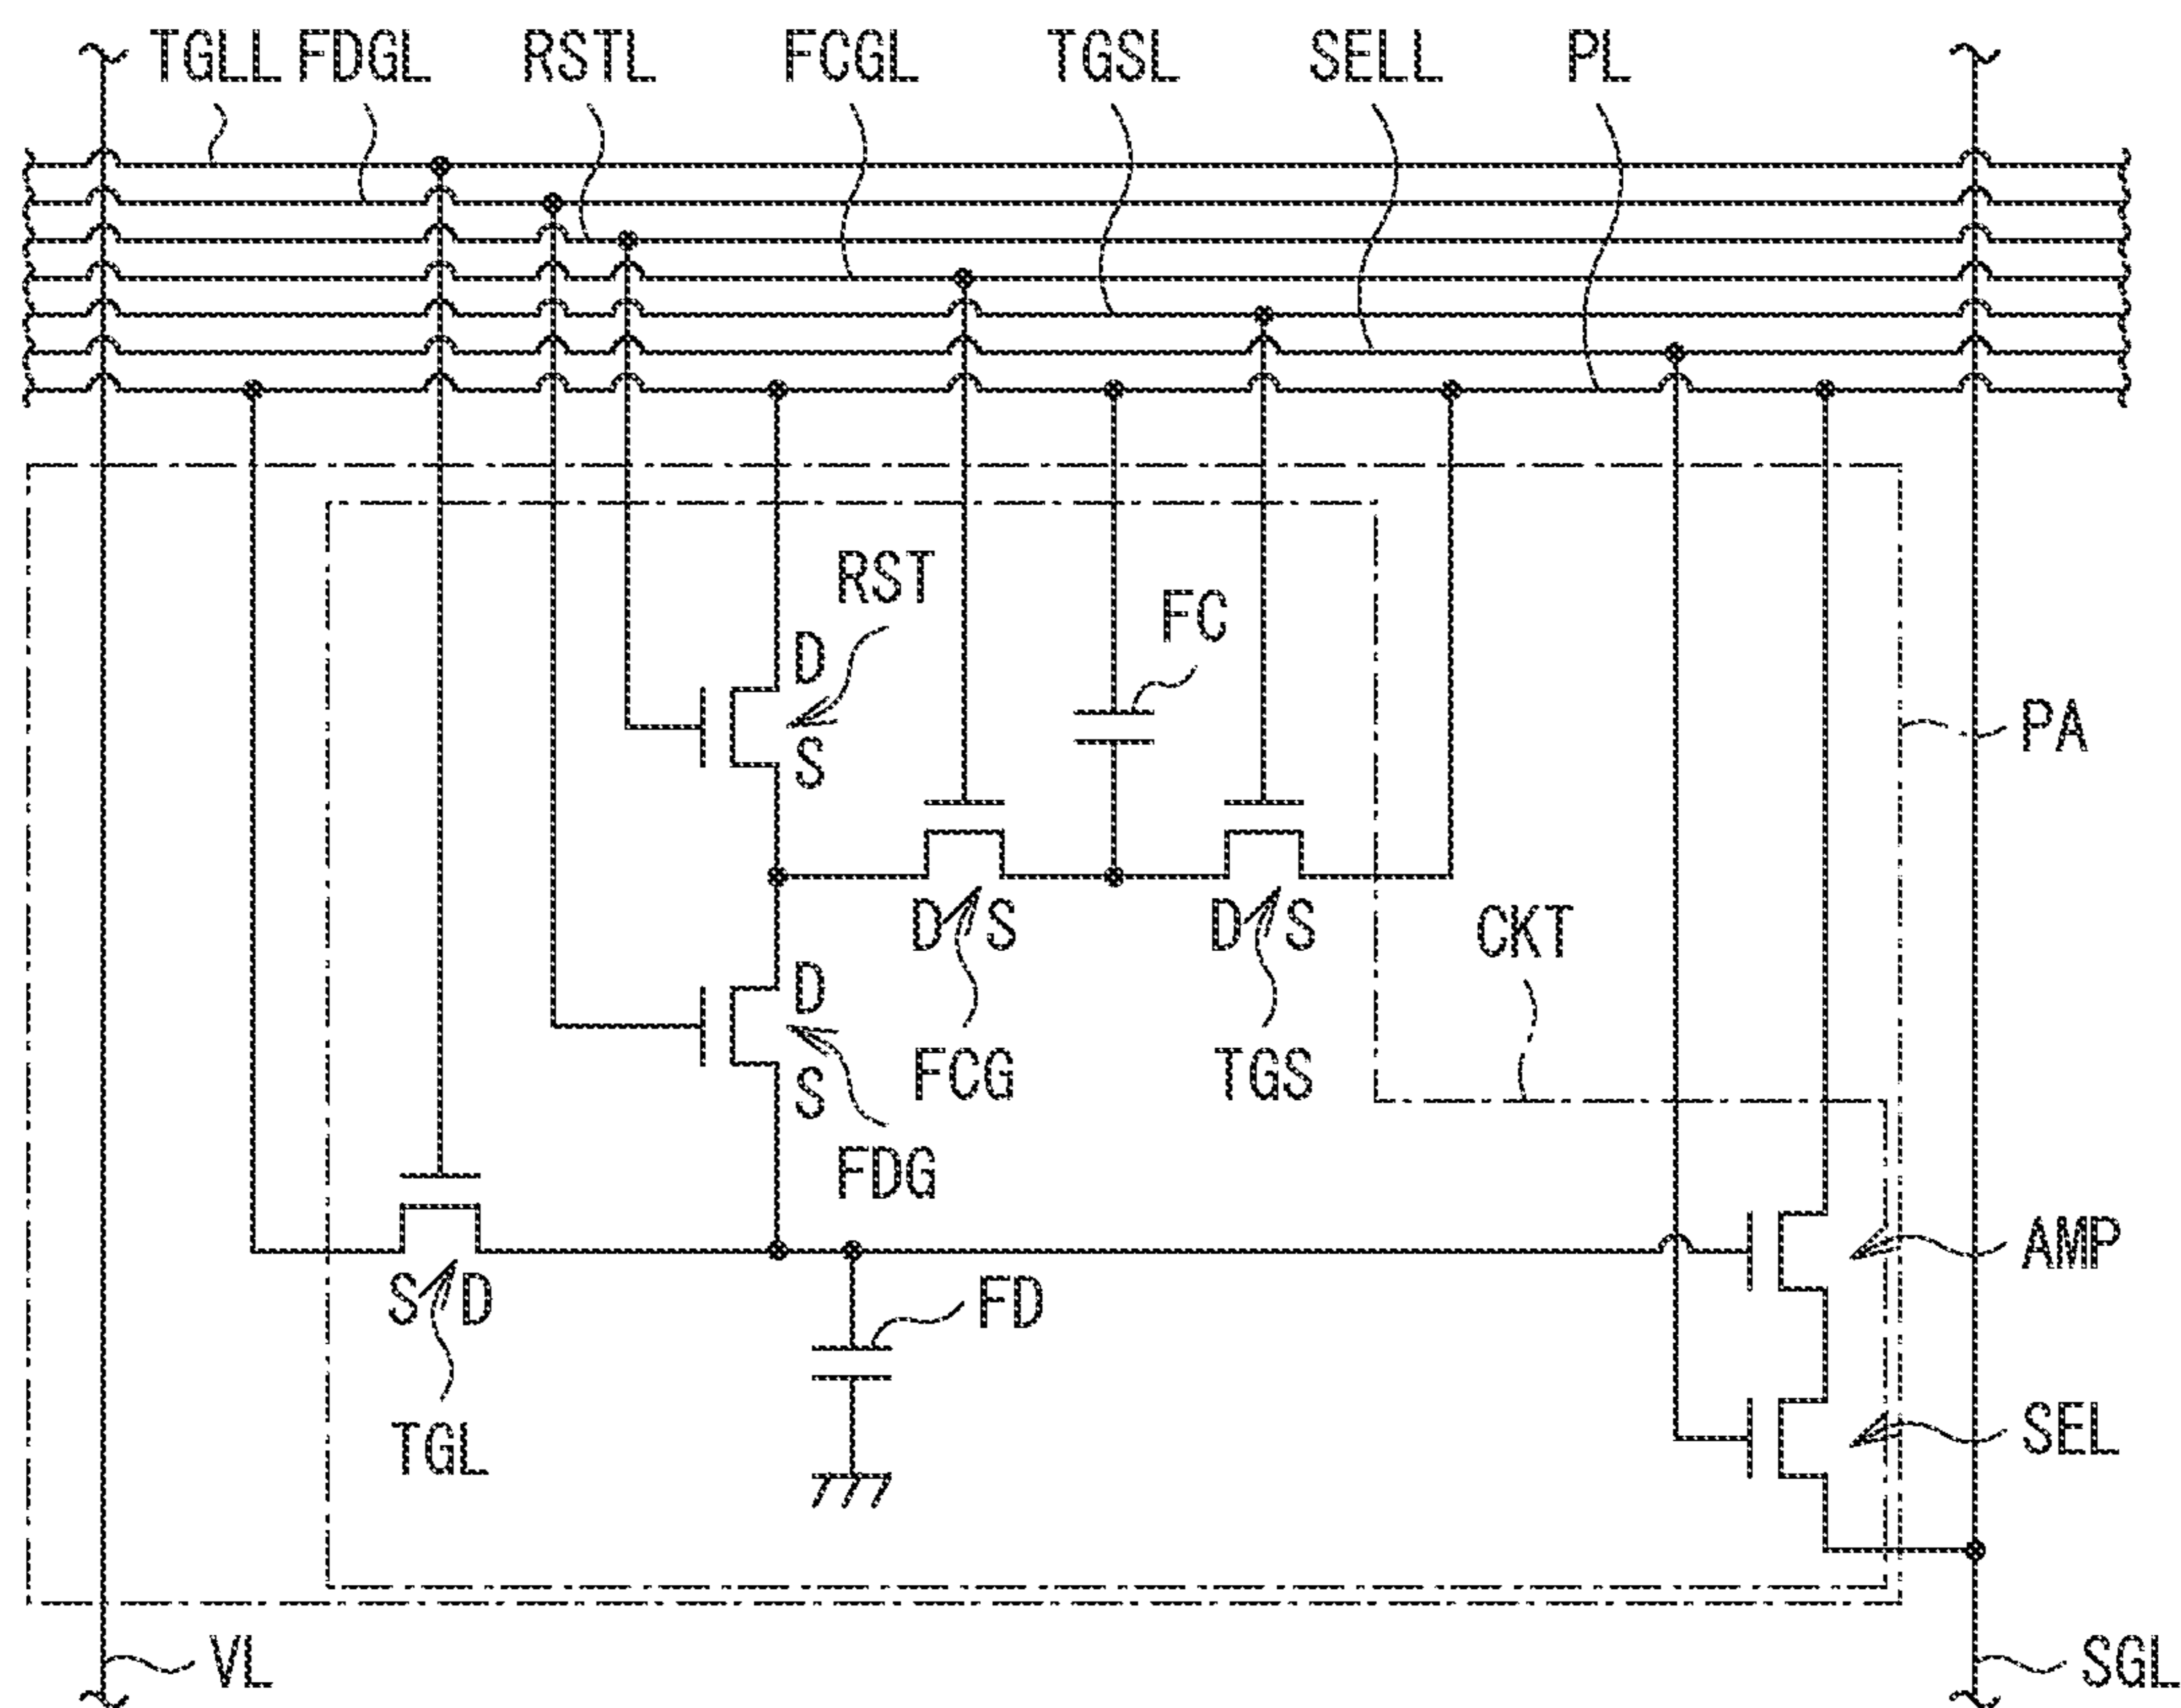 TGLL FDGL RSTL FCGL TGSL SELL PL
RST
FC
D
S
PA
D S
D S
CKT
D
S
FCG
TGS
FDG
AMP
S D
FD
TGL
SEL
VL
SGL